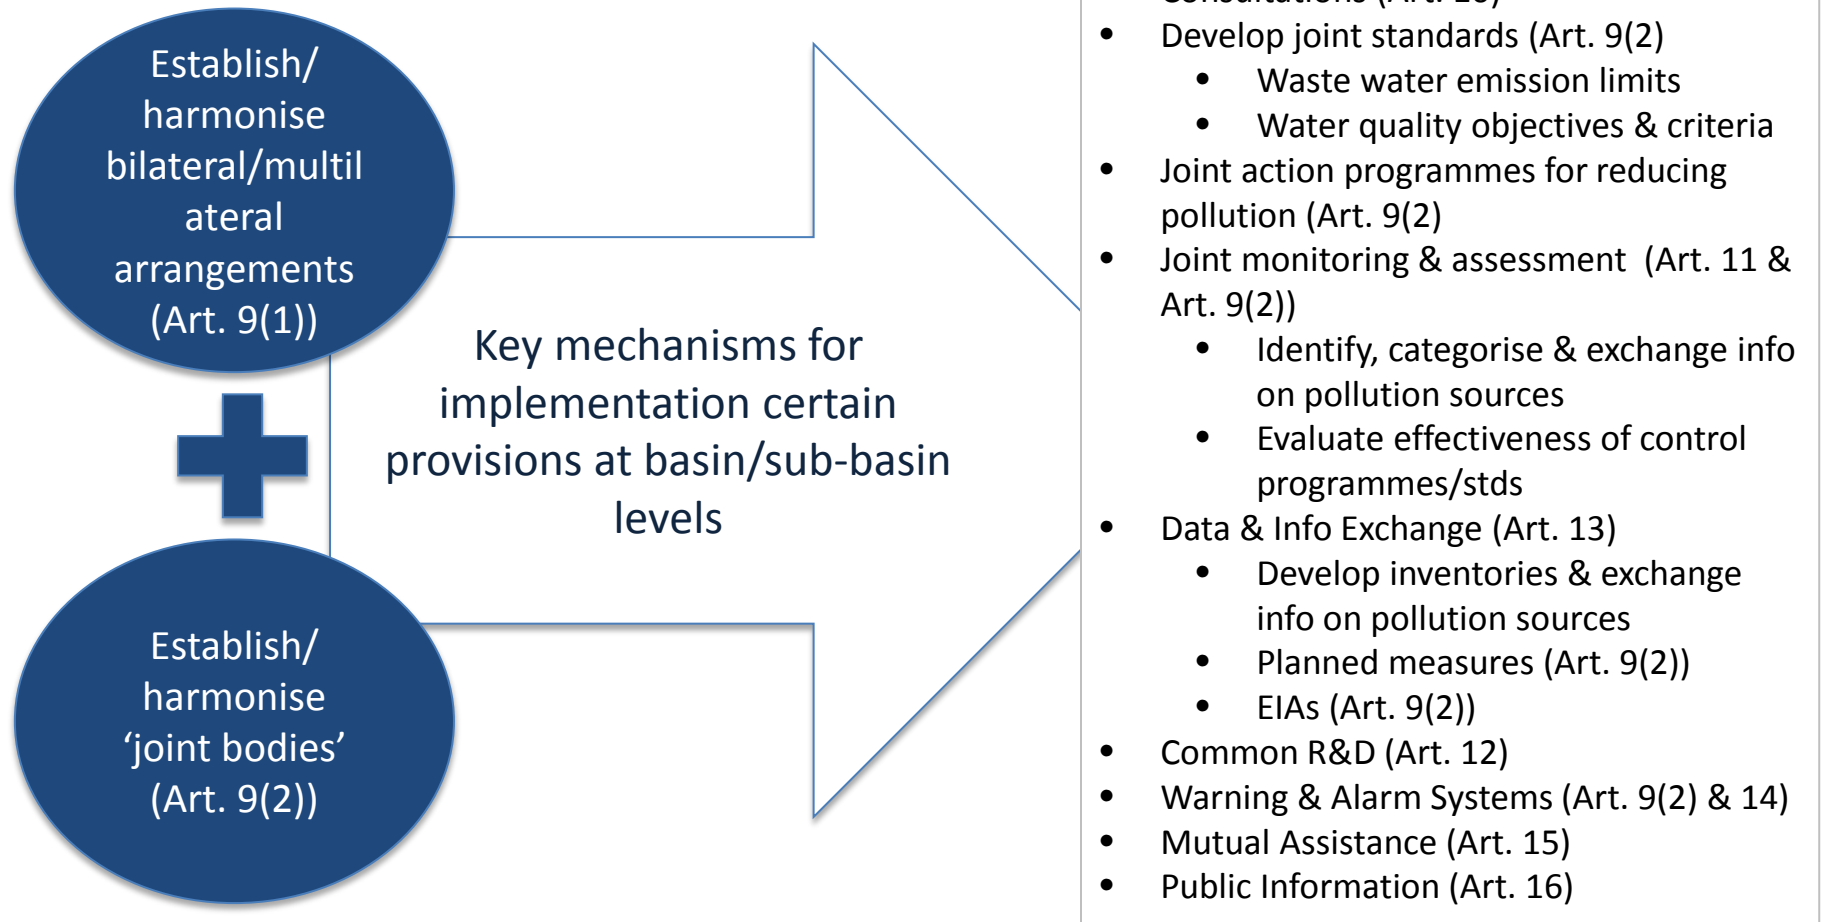 Establish/
harmonise
bilateral/multil
ateral
arrangements
(Art. 9(1))
Establish/
harmonise
‘joint bodies’
(Art. 9(2))
Key mechanisms for
implementation certain
provisions at basin/sub-basin
levels
• Develop joint standards (Art. 9(2)
• Waste water emission limits
• Water quality objectives & criteria
• Joint action programmes for reducing
pollution (Art. 9(2)
• Joint monitoring & assessment (Art. 11 &
Art. 9(2))
• Identify, categorise & exchange info
on pollution sources
• Evaluate effectiveness of control
programmes/stds
• Data & Info Exchange (Art. 13)
• Develop inventories & exchange
info on pollution sources
• Planned measures (Art. 9(2))
• EIAs (Art. 9(2))
• Common R&D (Art. 12)
• Warning & Alarm Systems (Art. 9(2) & 14)
• Mutual Assistance (Art. 15)
• Public Information (Art. 16)